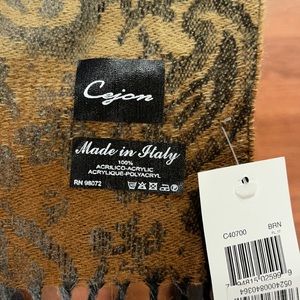 Cejon
Made in Italy
100%
ACRILICO-ACRYLIC
ACRYLIQUE-POLYACRYL
RN 98072
C40700
BRN